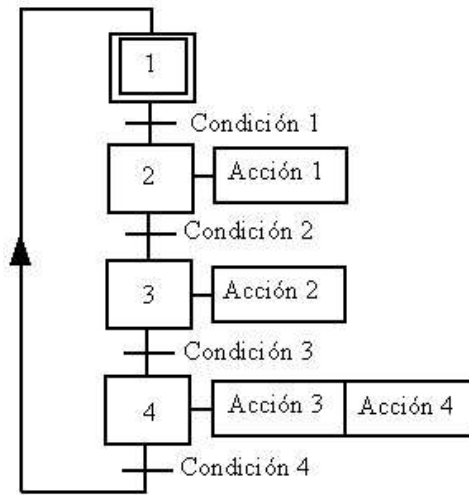 1
Condición 1
2 Acción 1
Condición 2
3 Acción 2
Condición 3
4 Acción 3 Acción 4
Condición 4